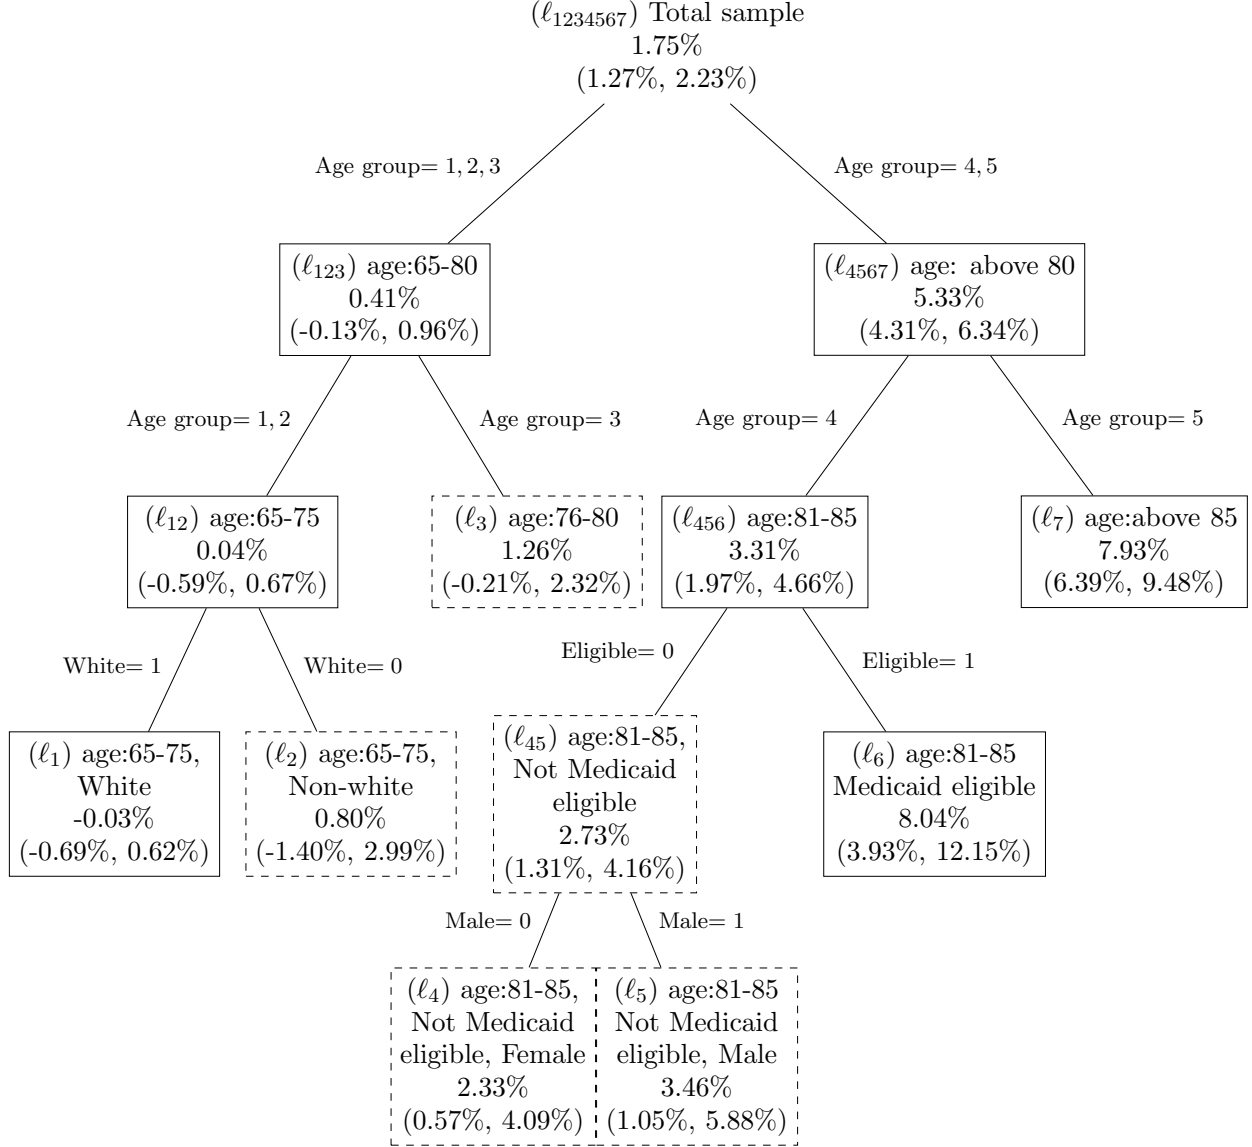 (ℓ1234567) Total sample
1.75%
(1.27%, 2.23%)
Age group= 1, 2, 3
Age group= 4, 5
(ℓ123) age:65-80
0.41%
(-0.13%, 0.96%)
(ℓ4567) age: above 80
5.33%
(4.31%, 6.34%)
Age group= 1, 2
Age group= 3
Age group= 4
Age group= 5
(ℓ12) age:65-75
0.04%
(-0.59%, 0.67%)
(ℓ3) age:76-80
1.26%
(-0.21%, 2.32%)
(ℓ456) age:81-85
3.31%
(1.97%, 4.66%)
(ℓ7) age:above 85
7.93%
(6.39%, 9.48%)
White= 1
White= 0
Eligible= 0
Eligible= 1
(ℓ1) age:65-75,
White
-0.03%
(-0.69%, 0.62%)
(ℓ2) age:65-75,
Non-white
0.80%
(-1.40%, 2.99%)
(ℓ45) age:81-85,
Not Medicaid
eligible
2.73%
(1.31%, 4.16%)
(ℓ6) age:81-85
Medicaid eligible
8.04%
(3.93%, 12.15%)
Male= 0
Male= 1
(ℓ4) age:81-85,
Not Medicaid
eligible, Female
2.33%
(0.57%, 4.09%)
(ℓ5) age:81-85
Not Medicaid
eligible, Male
3.46%
(1.05%, 5.88%)